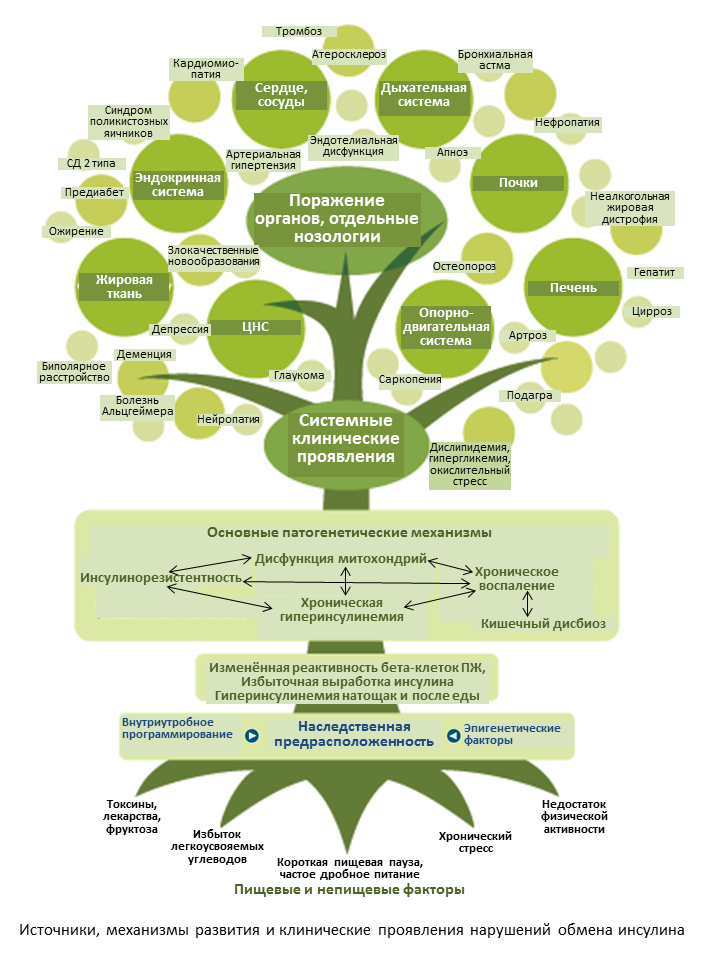 Тромбоз
Атеросклероз
Кардиомио-
патия
Сердце,
сосуды
Дыхательная
система
Бронхиальная
астма
Синдром
поликистозных
яичников
Нефропатия
Эндотелиальная
дисфункция
Артериальная
гипертензия
Апноэ
СД 2 типа
Эндокринная
система
Почки
Предиабет
Поражение
органов, отдельные
нозологии
Неалкогольная
жировая
дистрофия
Ожирение
Злокачественные
новообразования
Остеопороз
Гепатит
Жировая
ткань
Печень
Цирроз
Депрессия
ЦНС
Опорно-
двигательная
система
Артроз
Биполярное
расстройство
Деменция
Глаукома
Саркопения
Подагра
Болезнь
Альцгеймера
Нейропатия
Системные
клинические
проявления
Дислипидемия,
гипергликемия,
окислительный
стресс
Основные патогенетические механизмы
Дисфункция митохондрий
Инсулинорезистентность
Хроническое
воспаление
Хроническая
гиперинсулинемия
Кишечный дисбиоз
Изменённая реактивность бета-клеток ПЖ,
Избыточная выработка инсулина
Гиперинсулинемия натощак и после еды
Внутриутробное
программирование
Наследственная
предрасположенность
Эпигенетические
факторы
Токсины,
лекарства,
фруктоза
Избыток
легкоусвояемых
углеводов
Короткая пищевая пауза,
частое дробное питание
Хронический
стресс
Недостаток
физической
активности
Пищевые и непищевые факторы
Источники, механизмы развития и клинические проявления нарушений обмена инсулина